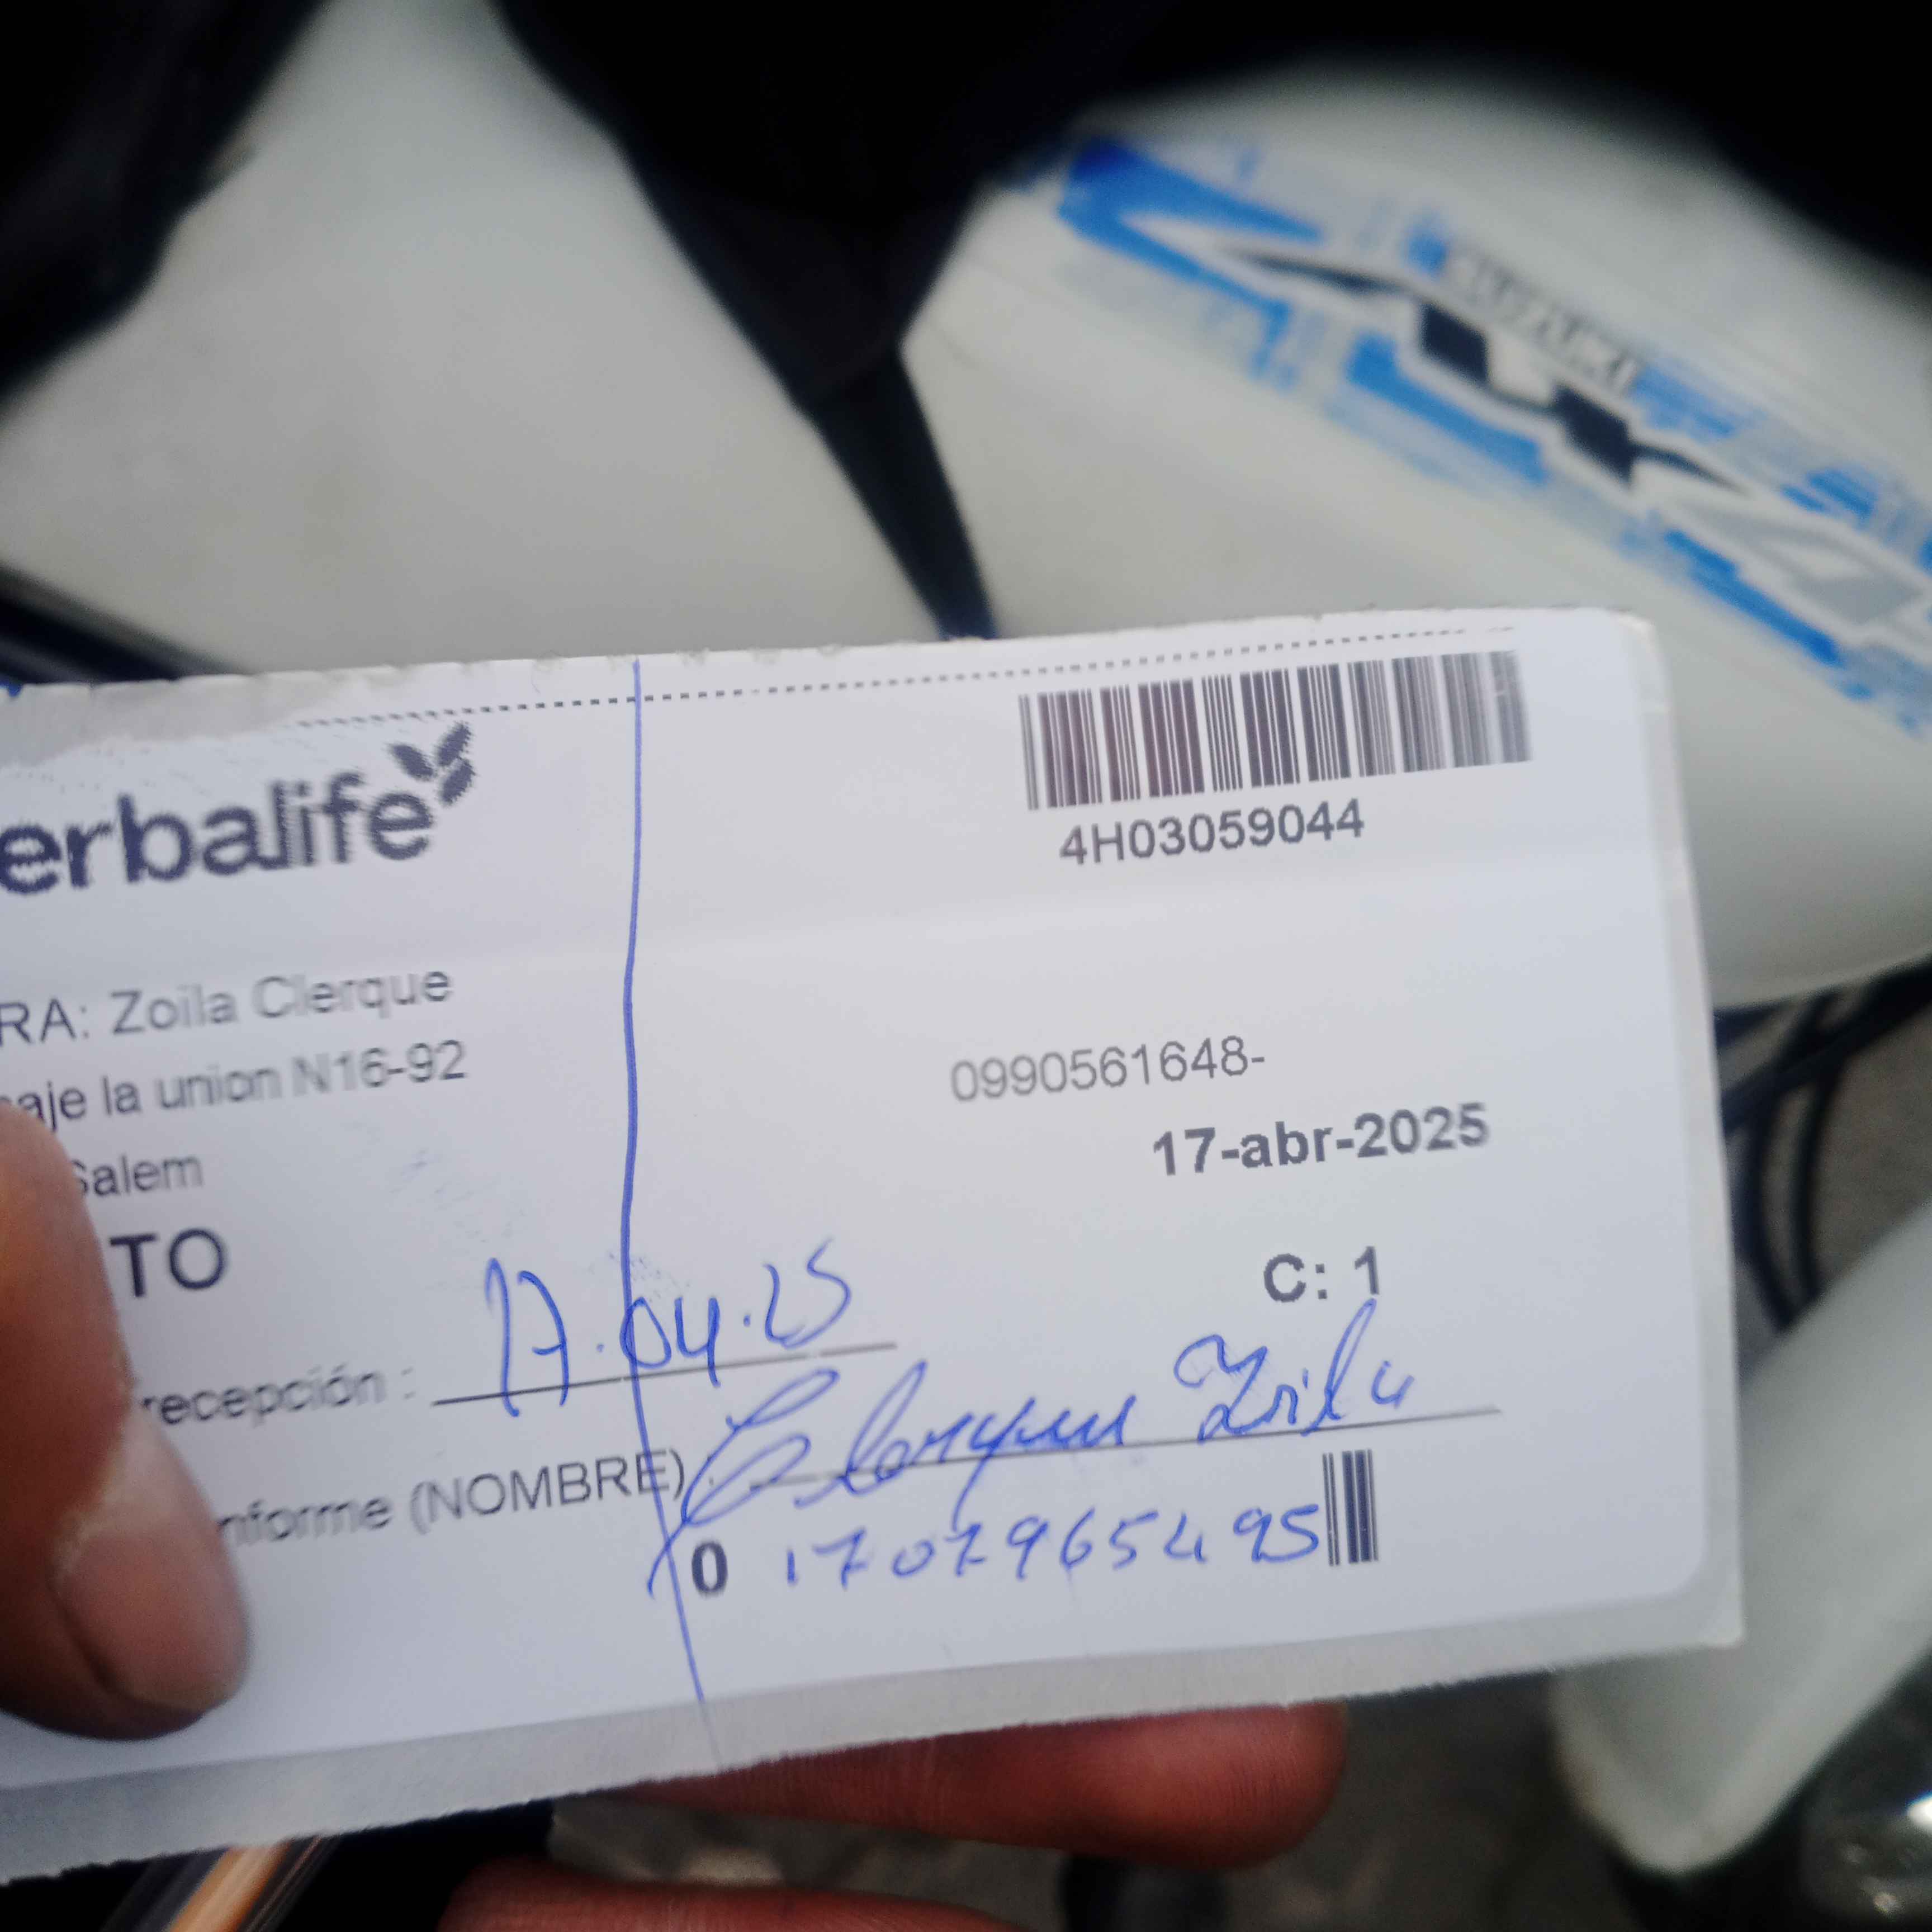 erbalife
4H03059044
RA: Zoila Clerque
aje la union N16-92
0990561648-
Salem
17-abr-2025
TO
C: 1
recepción : 17.04.25
nforme (NOMBRE) Clerque Zoila
0 1707965495
SUZUKI